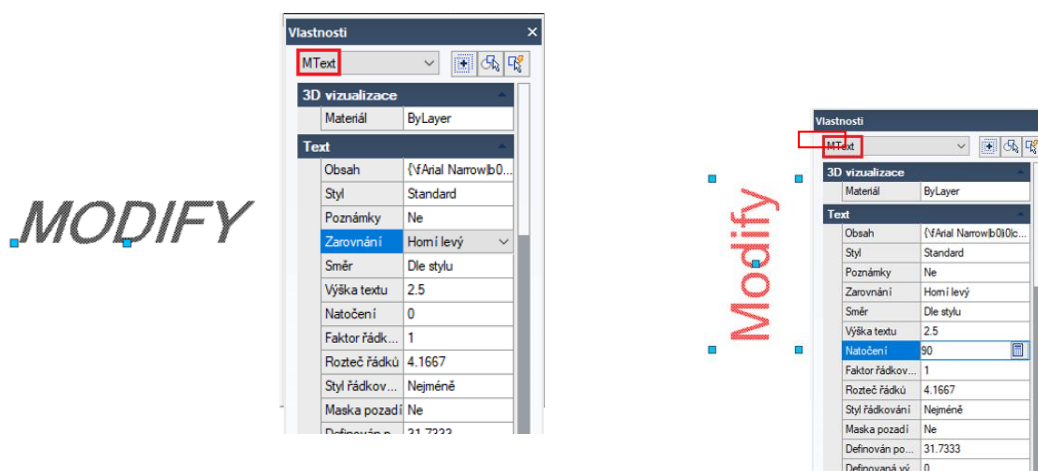 MODIFY
Vlastnosti
MText
3D vizualizace
Materiál ByLayer
Text
Obsah {\fArial Narrow|b0...
Styl Standard
Poznámky Ne
Zarovnání Horní levý
Směr Dle stylu
Výška textu 2.5
Natočení 0
Faktor řádk... 1
Rozteč řádků 4.1667
Styl řádkov... Nejméně
Maska pozadí Ne
Definován p... 31.7333
Modify
Vlastnosti
MText
3D vizualizace
Materiál ByLayer
Text
Obsah {\fArial Narrow|b0|i0|c...
Styl Standard
Poznámky Ne
Zarovnání Horní levý
Směr Dle stylu
Výška textu 2.5
Natočení 90
Faktor řádkov... 1
Rozteč řádků 4.1667
Styl řádkování Nejméně
Maska pozadí Ne
Definován po... 31.7333
Definovaná vý... 0